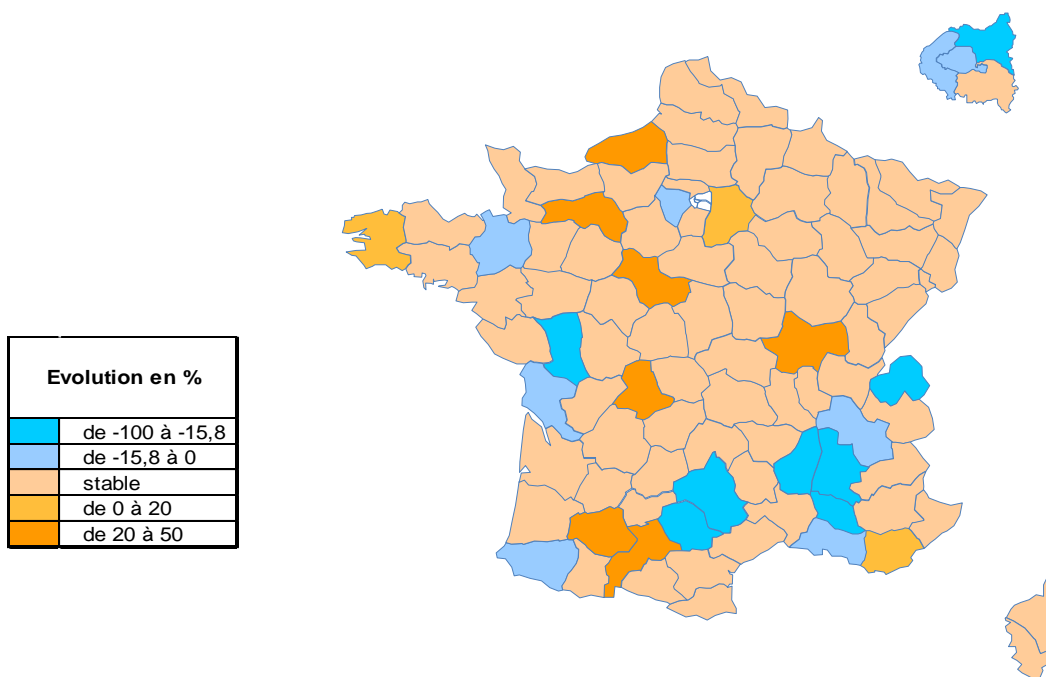 Evolution en %
de -100 à -15,8
de -15,8 à 0
stable
de 0 à 20
de 20 à 50